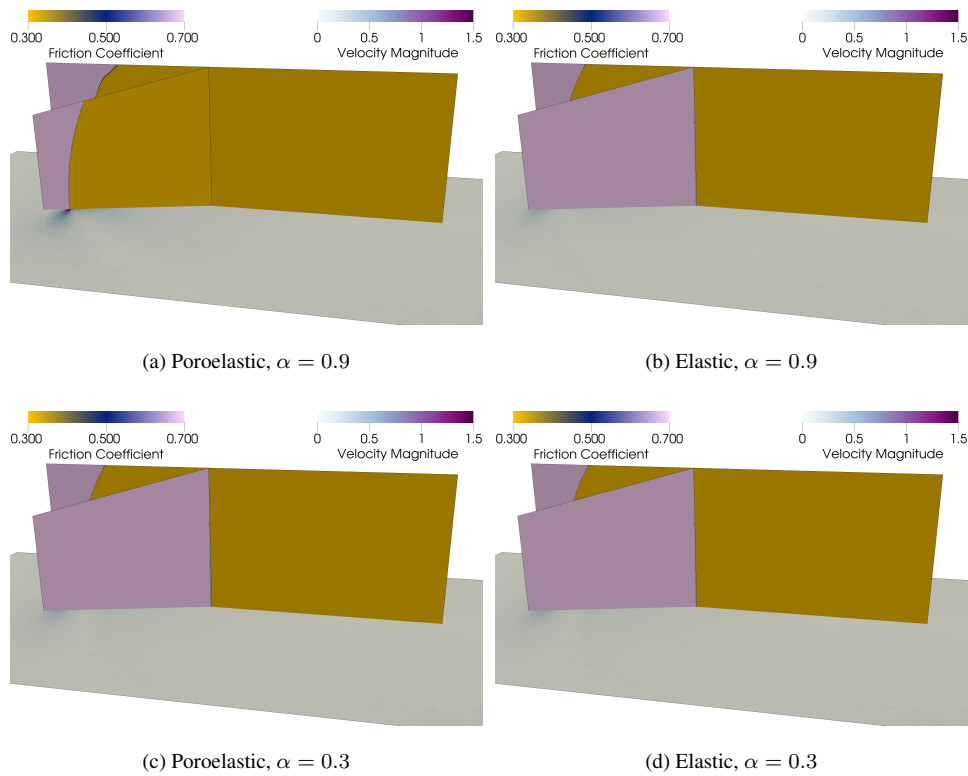 0.300 0.500 0.700 0 0.5 1 1.5 0.300 0.500 0.700 0 0.5 1 1.5
Friction Coefficient Velocity Magnitude Friction Coefficient Velocity Magnitude
(a) Poroelastic, α = 0.9 (b) Elastic, α = 0.9
0.300 0.500 0.700 0 0.5 1 1.5 0.300 0.500 0.700 0 0.5 1 1.5
Friction Coefficient Velocity Magnitude Friction Coefficient Velocity Magnitude
(c) Poroelastic, α = 0.3 (d) Elastic, α = 0.3